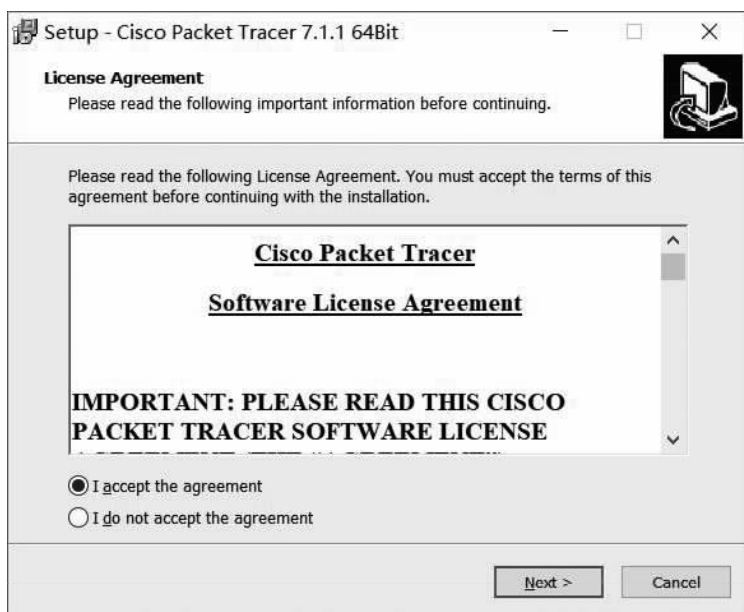 Setup - Cisco Packet Tracer 7.1.1 64Bit
License Agreement
Please read the following important information before continuing.
Please read the following License Agreement. You must accept the terms of this
agreement before continuing with the installation.
Cisco Packet Tracer
Software License Agreement
IMPORTANT: PLEASE READ THIS CISCO
PACKET TRACER SOFTWARE LICENSE
I accept the agreement
I do not accept the agreement
Next >
Cancel